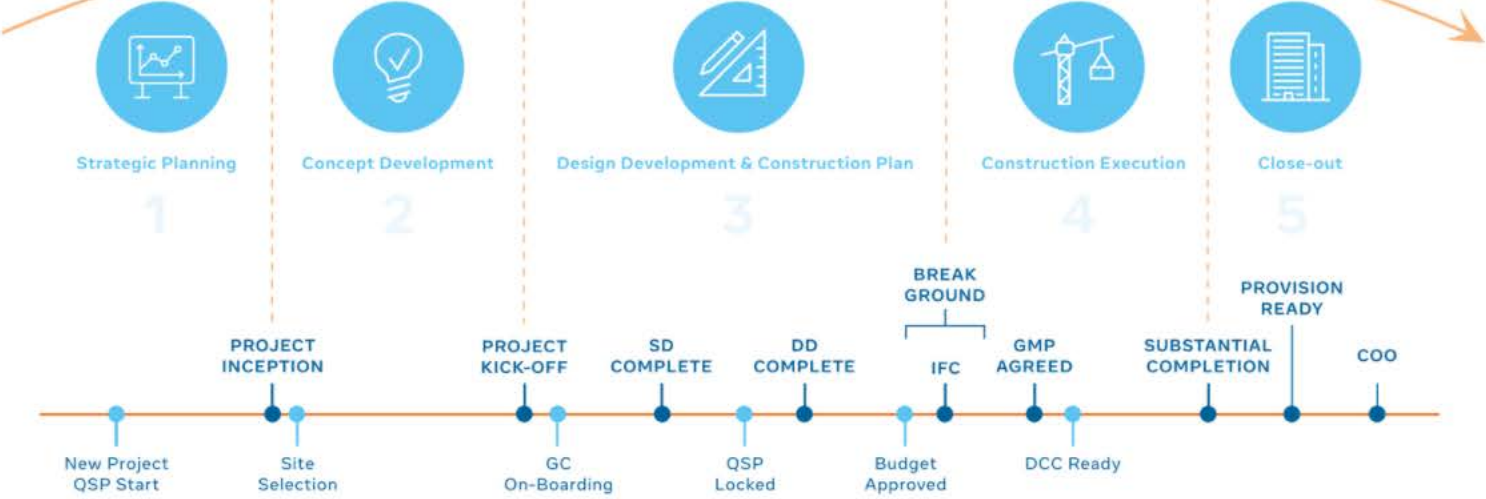 Strategic Planning
Concept Development
Design Development & Construction Plan
Construction Execution
Close-out
1
2
3
4
5
BREAK
GROUND
PROVISION
READY
PROJECT
INCEPTION
PROJECT
KICK-OFF
SD
COMPLETE
DD
COMPLETE
IFC
GMP
AGREED
SUBSTANTIAL
COMPLETION
COO
New Project
QSP Start
Site
Selection
GC
On-Boarding
QSP
Locked
Budget
Approved
DCC Ready